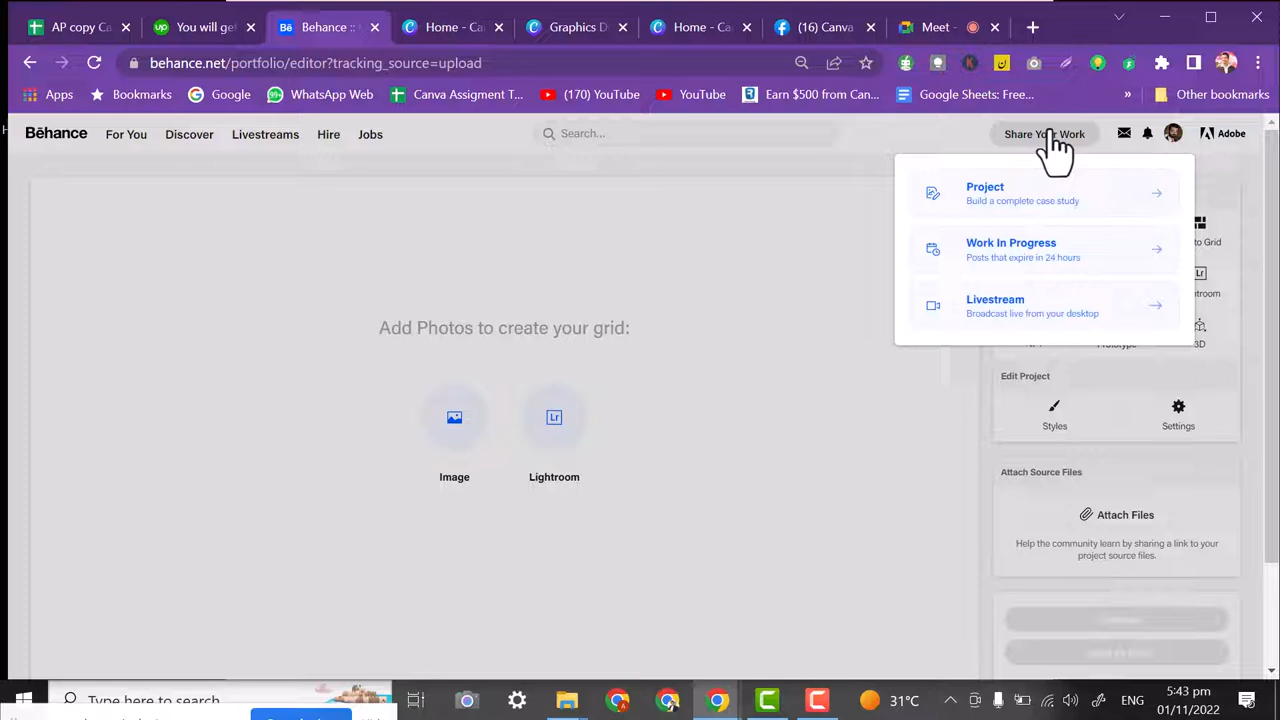 AP copy Ca
You will get
Behance ::
Home - Ca
Graphics D
Home - Ca
(16) Canva
Meet -
behance.net/portfolio/editor?tracking_source=upload
Apps
Bookmarks
Google
WhatsApp Web
Canva Assigment T...
(170) YouTube
YouTube
Earn $500 from Can...
Google Sheets: Free...
»
Other bookmarks
Bēhance
For You
Discover
Livestreams
Hire
Jobs
Search...
Share Your Work
Adobe
Project
Build a complete case study
Work In Progress
Posts that expire in 24 hours
Livestream
Broadcast live from your desktop
Add Photos to create your grid:
Image
Lr
Lightroom
Lr
3D
Edit Project
Styles
Settings
Attach Source Files
Attach Files
Help the community learn by sharing a link to your
project source files.
Type here to search
31°C
ENG
5:43 pm
01/11/2022